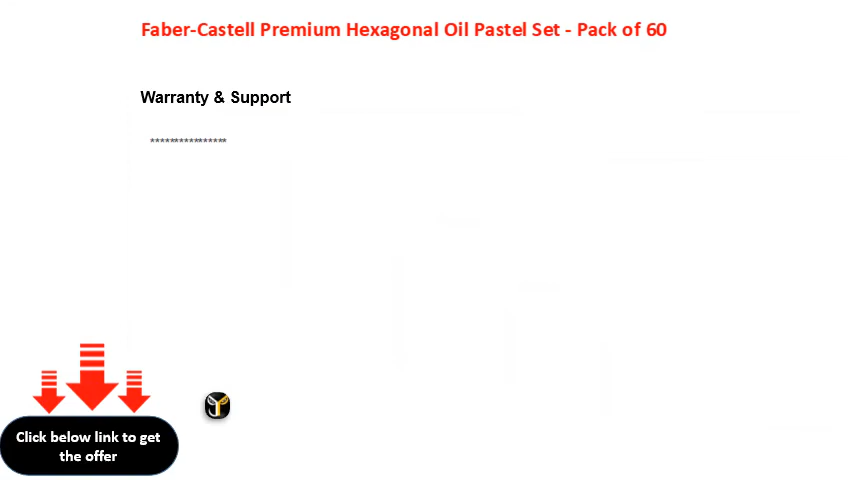 Faber-Castell Premium Hexagonal Oil Pastel Set - Pack of 60
Warranty & Support
****************
Click below link to get
the offer